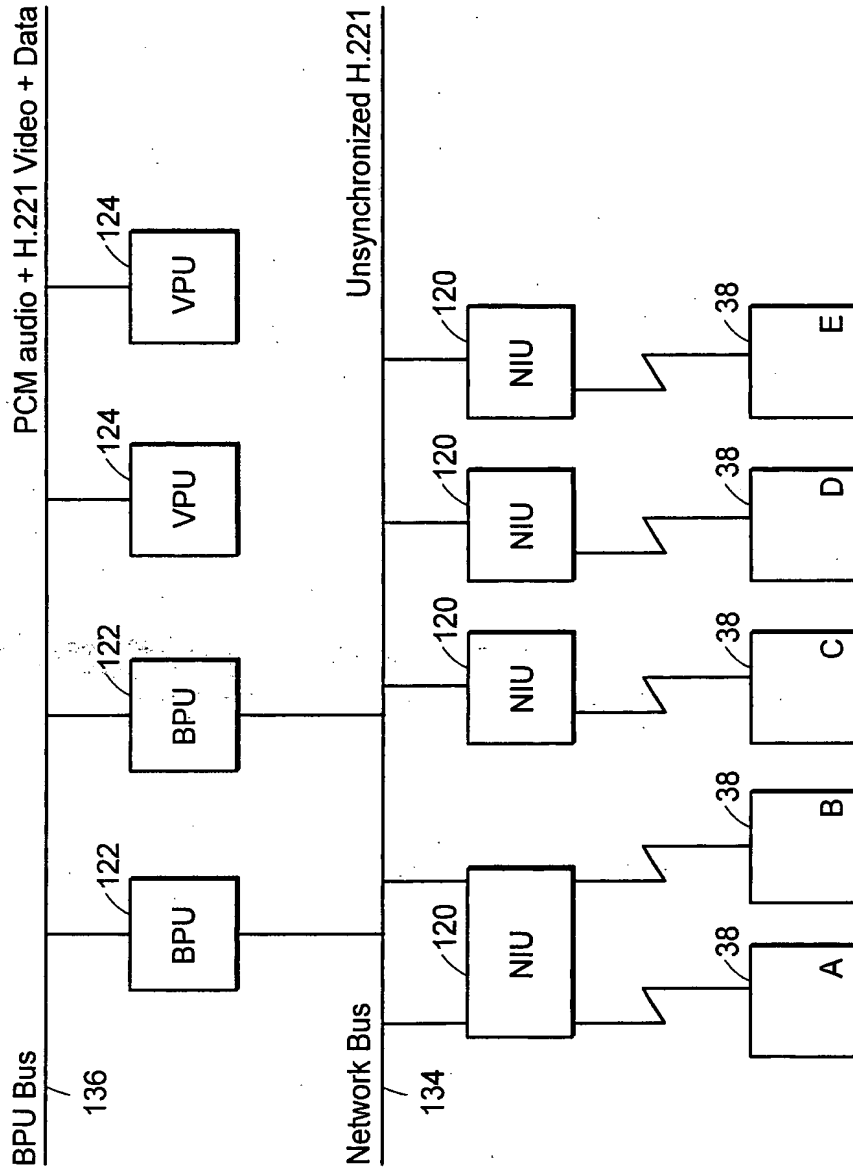 BPU Bus
PCM audio + H.221 Video + Data
136
122
BPU
122
BPU
124
VPU
124
VPU
Network Bus
Unsynchronized H.221
134
120
NIU
120
NIU
120
NIU
120
NIU
38
A
38
B
38
C
38
D
38
E